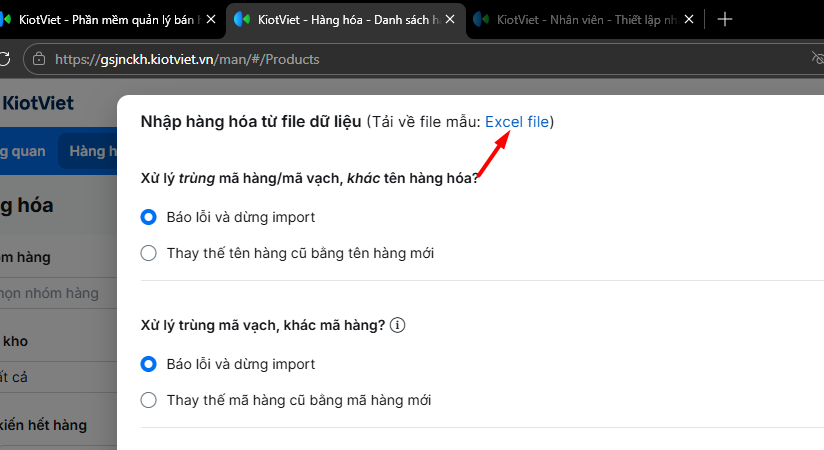 KiotViet - Phần mềm quản lý bán h
KiotViet - Hàng hóa - Danh sách h
KiotViet - Nhân viên - Thiết lập nh
https://gsjnckh.kiotviet.vn/man/#/Products
KiotViet
g quan
Hàng h
g hóa
Nhập hàng hóa từ file dữ liệu (Tải về file mẫu: Excel file)
Xử lý trùng mã hàng/mã vạch, khác tên hàng hóa?
Báo lỗi và dừng import
Thay thế tên hàng cũ bằng tên hàng mới
óm hàng
họn nhóm hàng
Xử lý trùng mã vạch, khác mã hàng?
kho
Báo lỗi và dừng import
ất cả
Thay thế mã hàng cũ bằng mã hàng mới
kiến hết hàng